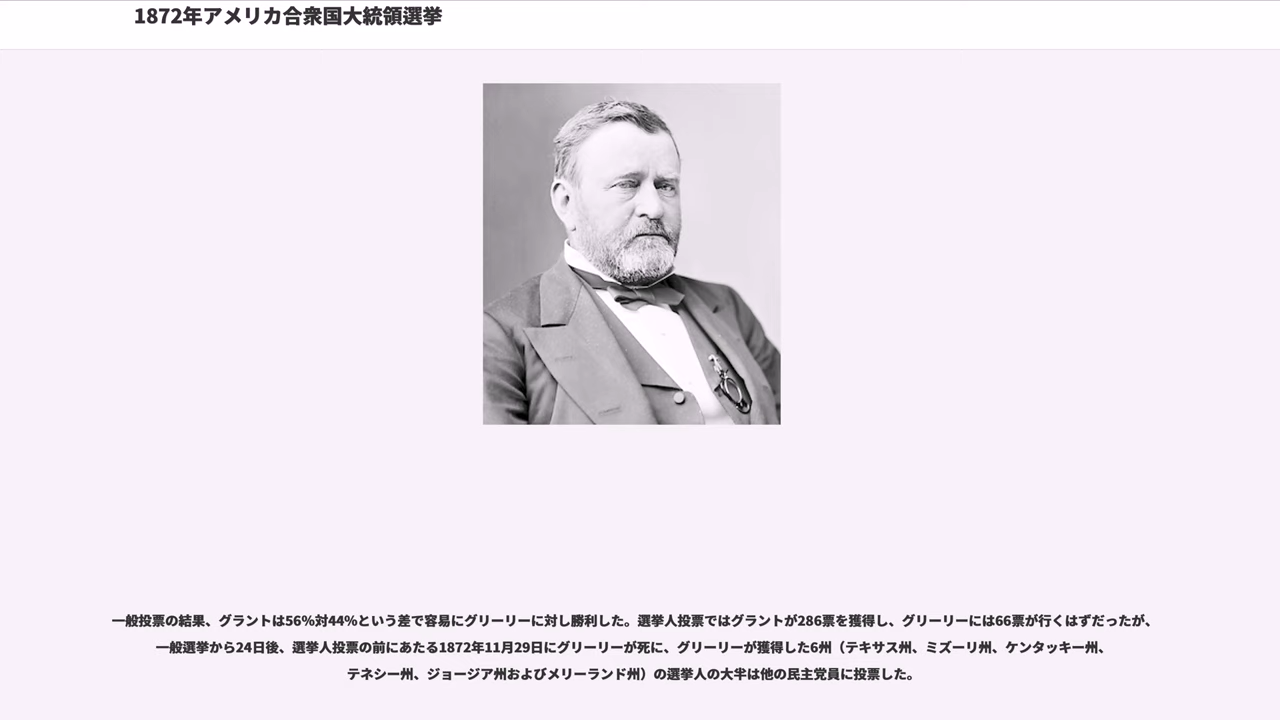 1872年アメリカ合衆国大統領選挙
一般投票の結果、グラントは56%対44%という差で容易にグリーリーに対し勝利した。選挙人投票ではグラントが286票を獲得し、グリーリーには66票が行くはずだったが、
一般選挙から24日後、選挙人投票の前にあたる1872年11月29日にグリーリーが死に、グリーリーが獲得した6州（テキサス州、ミズーリ州、ケンタッキー州、
テネシー州、ジョージア州およびメリーランド州）の選挙人の大半は他の民主党員に投票した。